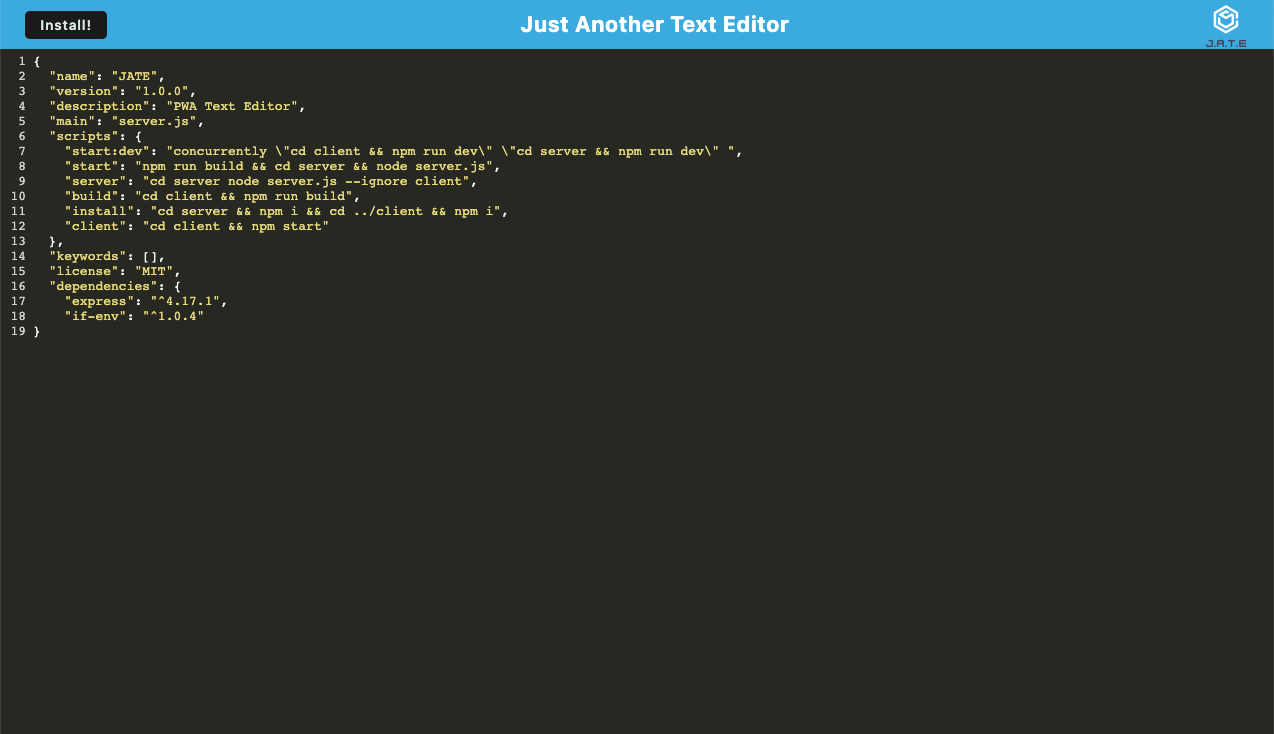 Install!
Just Another Text Editor
J.A.T.E
1 {
2   "name": "JATE",
3   "version": "1.0.0",
4   "description": "PWA Text Editor",
5   "main": "server.js",
6   "scripts": {
7     "start:dev": "concurrently \"cd client && npm run dev\" \"cd server && npm run dev\" ",
8     "start": "npm run build && cd server && node server.js",
9     "server": "cd server node server.js --ignore client",
10     "build": "cd client && npm run build",
11     "install": "cd server && npm i && cd ../client && npm i",
12     "client": "cd client && npm start"
13   },
14   "keywords": [],
15   "license": "MIT",
16   "dependencies": {
17     "express": "^4.17.1",
18     "if-env": "^1.0.4"
19 }